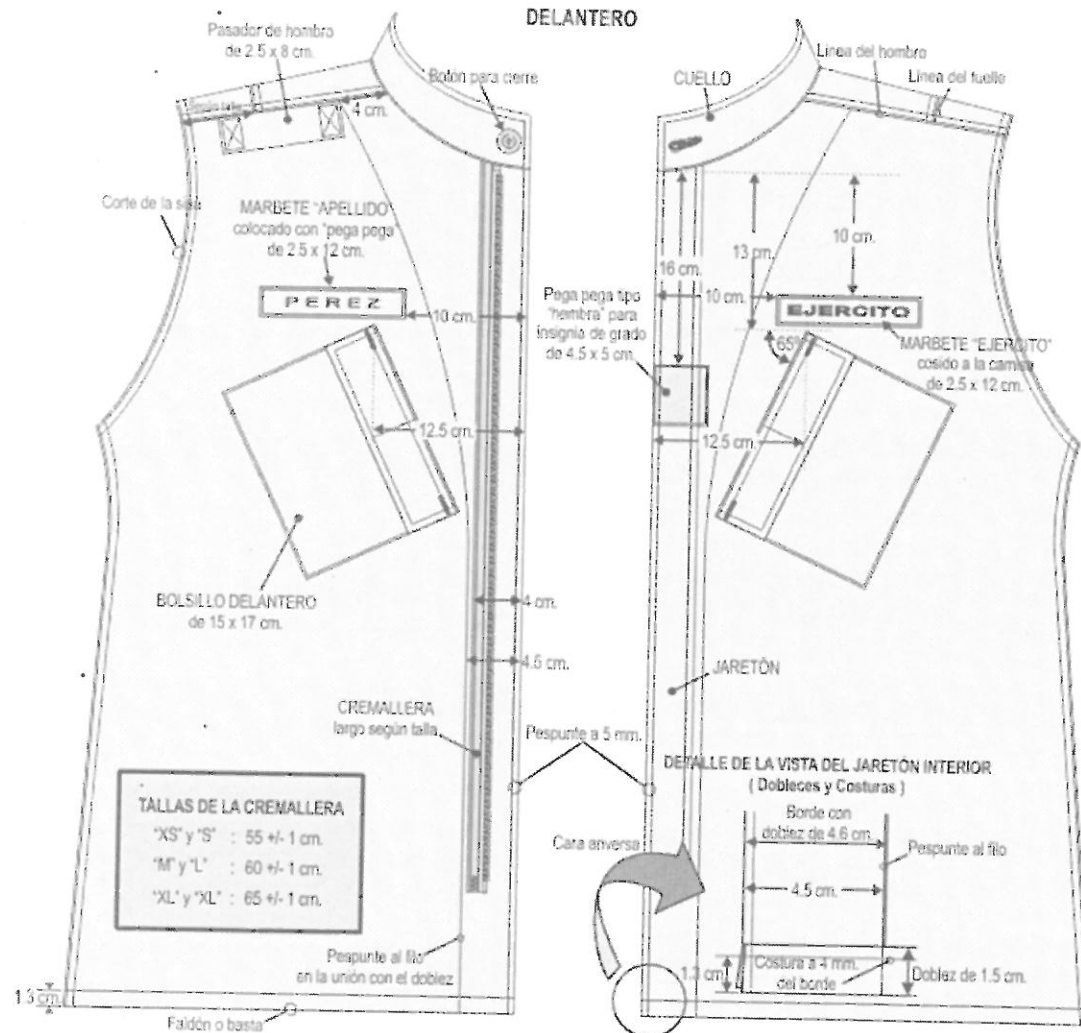 DELANTERO
Pasador de hombro
de 2.5 x 8 cm.
4 cm.
Botón para cierre
CUELLO
Línea del hombro
Línea del fuelle
Corte de la sisa
MARBETE "APELLIDO"
colocado con "pega pega"
de 2.5 x 12 cm.
PEREZ
10 cm.
Pega pega tipo
"hembra" para
insignia de grado
de 4.5 x 5 cm.
16 cm.
13 cm.
10 cm.
10 cm.
EJERCITO
65°
MARBETE "EJERCITO"
cosido a la camisa
de 2.5 x 12 cm.
12.5 cm.
12.5 cm.
BOLSILLO DELANTERO
de 15 x 17 cm.
4 cm.
4.5 cm.
JARETÓN
CREMALLERA
largo según talla
Pespunte a 5 mm.
TALLAS DE LA CREMALLERA
"XS" y "S" : 55 +/- 1 cm.
"M" y "L" : 60 +/- 1 cm.
"XL" y "XL" : 65 +/- 1 cm.
DETALLE DE LA VISTA DEL JARETÓN INTERIOR
( Dobleces y Costuras )
Borde con
doblez de 4.6 cm.
Cara anversa
Pespunte al filo
4.5 cm.
Pespunte al filo
en la unión con el doblez
1.3 cm
Costura a 4 mm.
del borde
Doblez de 1.5 cm.
1.3 cm.
Faldón o basta